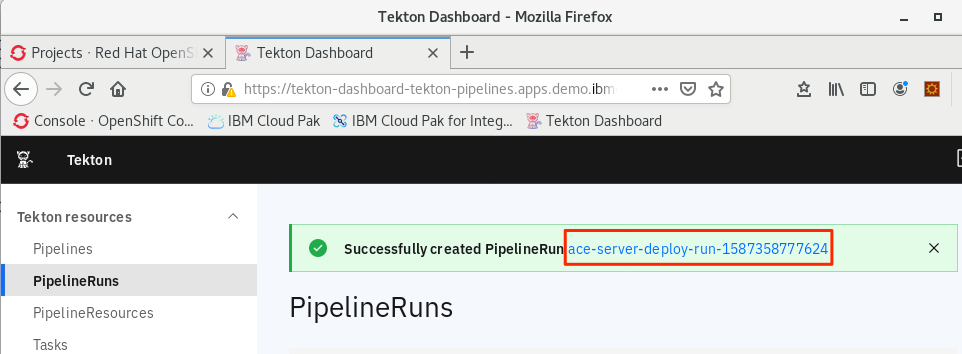 Tekton Dashboard - Mozilla Firefox
Projects · Red Hat OpenS
Tekton Dashboard
https://tekton-dashboard-tekton-pipelines.apps.demo.ibm
Console · OpenShift Co...
IBM Cloud Pak
IBM Cloud Pak for Integ...
Tekton Dashboard
Tekton
Tekton resources
Pipelines
PipelineRuns
PipelineResources
Tasks
Successfully created PipelineRun ace-server-deploy-run-1587358777624
PipelineRuns